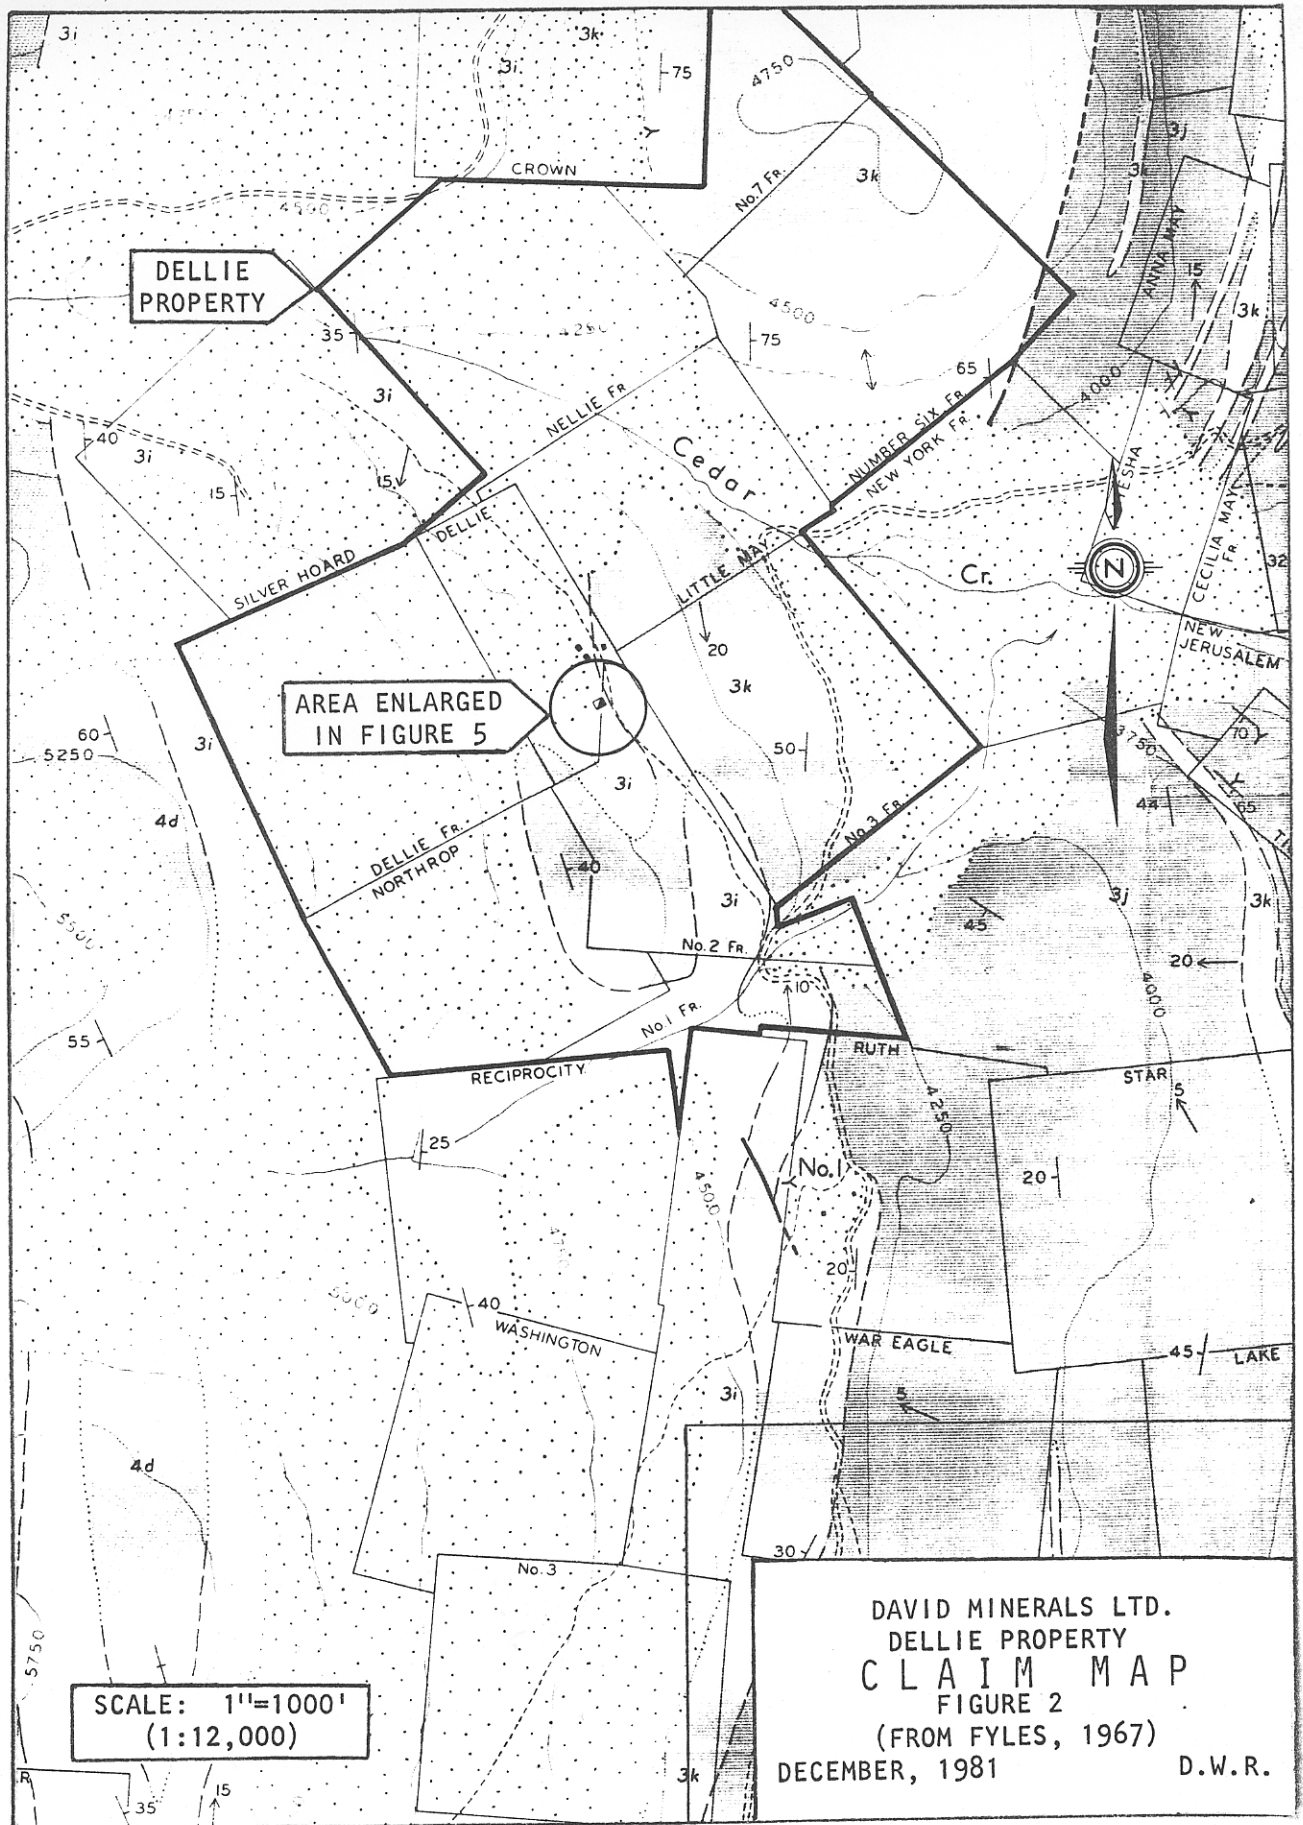 3i
3k
3i
75
4750
3j
3k
3k
CROWN
No.7 Fr.
4500
ANNA MAY
DELLIE
PROPERTY
15
3k
4500
35
4250
75
65
4000
3i
NELLIE FR
NUMBER SIX FR.
NEW YORK FR.
Cedar
40
3i
15
15
TESHA
CECILIA MAY
FR.
DELLIE
SILVER HOARD
LITTLE MAY
Cr.
N
32
NEW
JERUSALEM
20
3k
AREA ENLARGED
IN FIGURE 5
60
5250
3i
50
3750
70
3i
44
65
4d
No.3 FR.
DELLIE FR.
NORTHROP
40
3i
3j
3k
5500
45
No.2 FR.
20
10
4000
No.1 FR.
55
RUTH
RECIPROCITY
STAR
4250
5
25
No.1
20
4500
20
5000
40
WASHINGTON
WAR EAGLE
45
LAKE
3i
5
4d
30
No.3
5750
DAVID MINERALS LTD.
DELLIE PROPERTY
CLAIM MAP
FIGURE 2
(FROM FYLES, 1967)
DECEMBER, 1981 D.W.R.
SCALE: 1"=1000'
(1:12,000)
R
35
15
3k